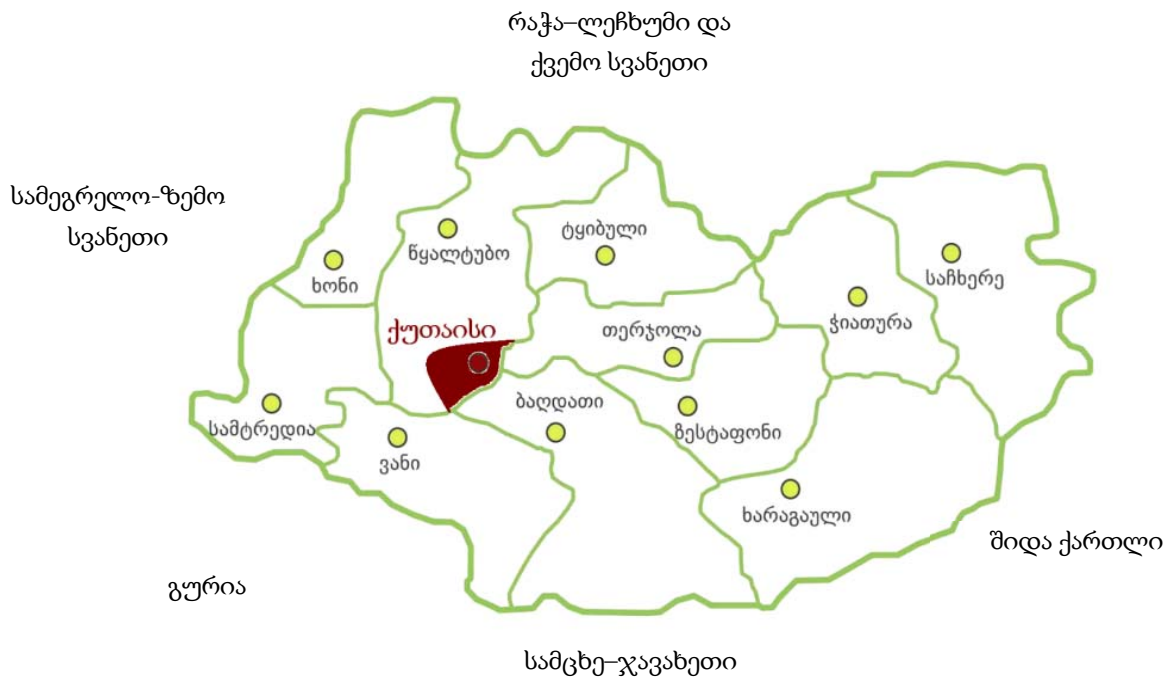 რაჭა–ლეჩხუმი და
ქვემო სვანეთი
სამეგრელო-ზემო
სვანეთი
ტყიბული
წყალტუბო
საჩხერე
ხონი
ჭიათურა
ქუთაისი
თერჯოლა
ბაღდათი
სამტრედია
ზესტაფონი
ვანი
ხარაგაული
შიდა ქართლი
გურია
სამცხე–ჯავახეთი